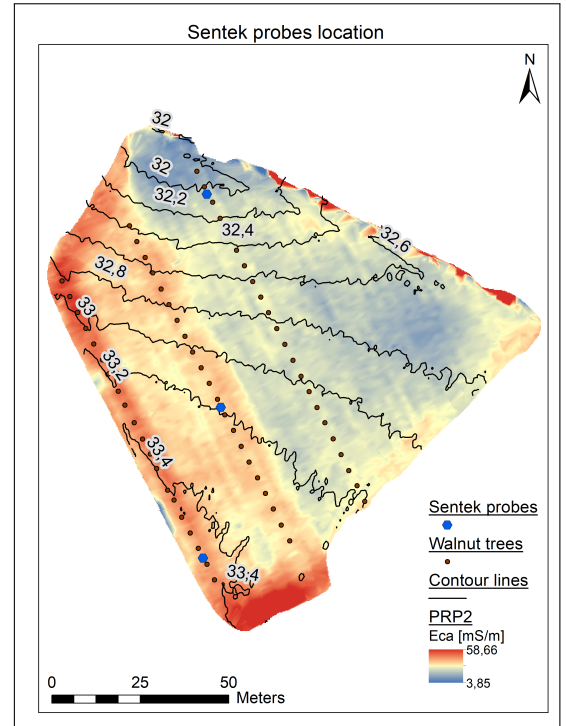 Sentek probes location
N
32
32
32,2
32,4
32,6
32,8
33
33,2
33,4
33,4
Sentek probes
Walnut trees
Contour lines
PRP2
Eca [mS/m]
58,66
3,85
0 25 50
Meters